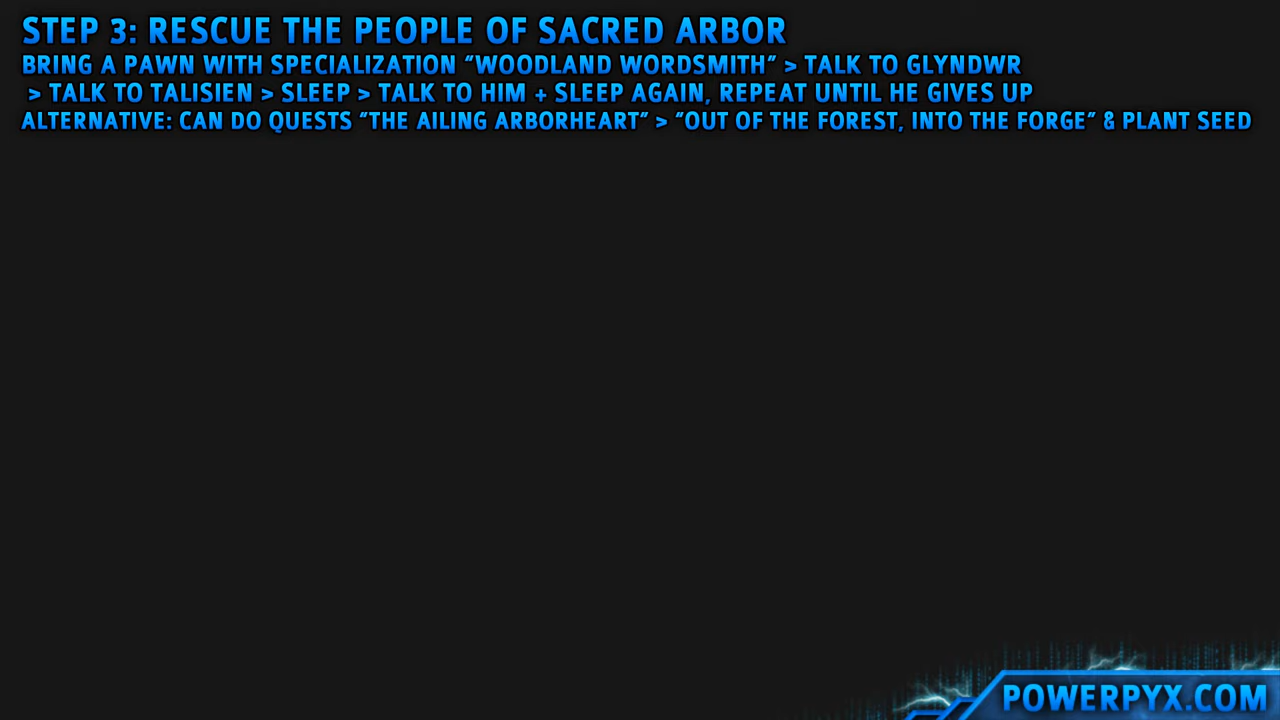 STEP 3: RESCUE THE PEOPLE OF SACRED ARBOR
BRING A PAWN WITH SPECIALIZATION "WOODLAND WORDSMITH" > TALK TO GLYNDWR
> TALK TO TALISIEN > SLEEP > TALK TO HIM + SLEEP AGAIN, REPEAT UNTIL HE GIVES UP
ALTERNATIVE: CAN DO QUESTS "THE AILING ARBORHEART" > "OUT OF THE FOREST, INTO THE FORGE" & PLANT SEED
POWERPYX.COM